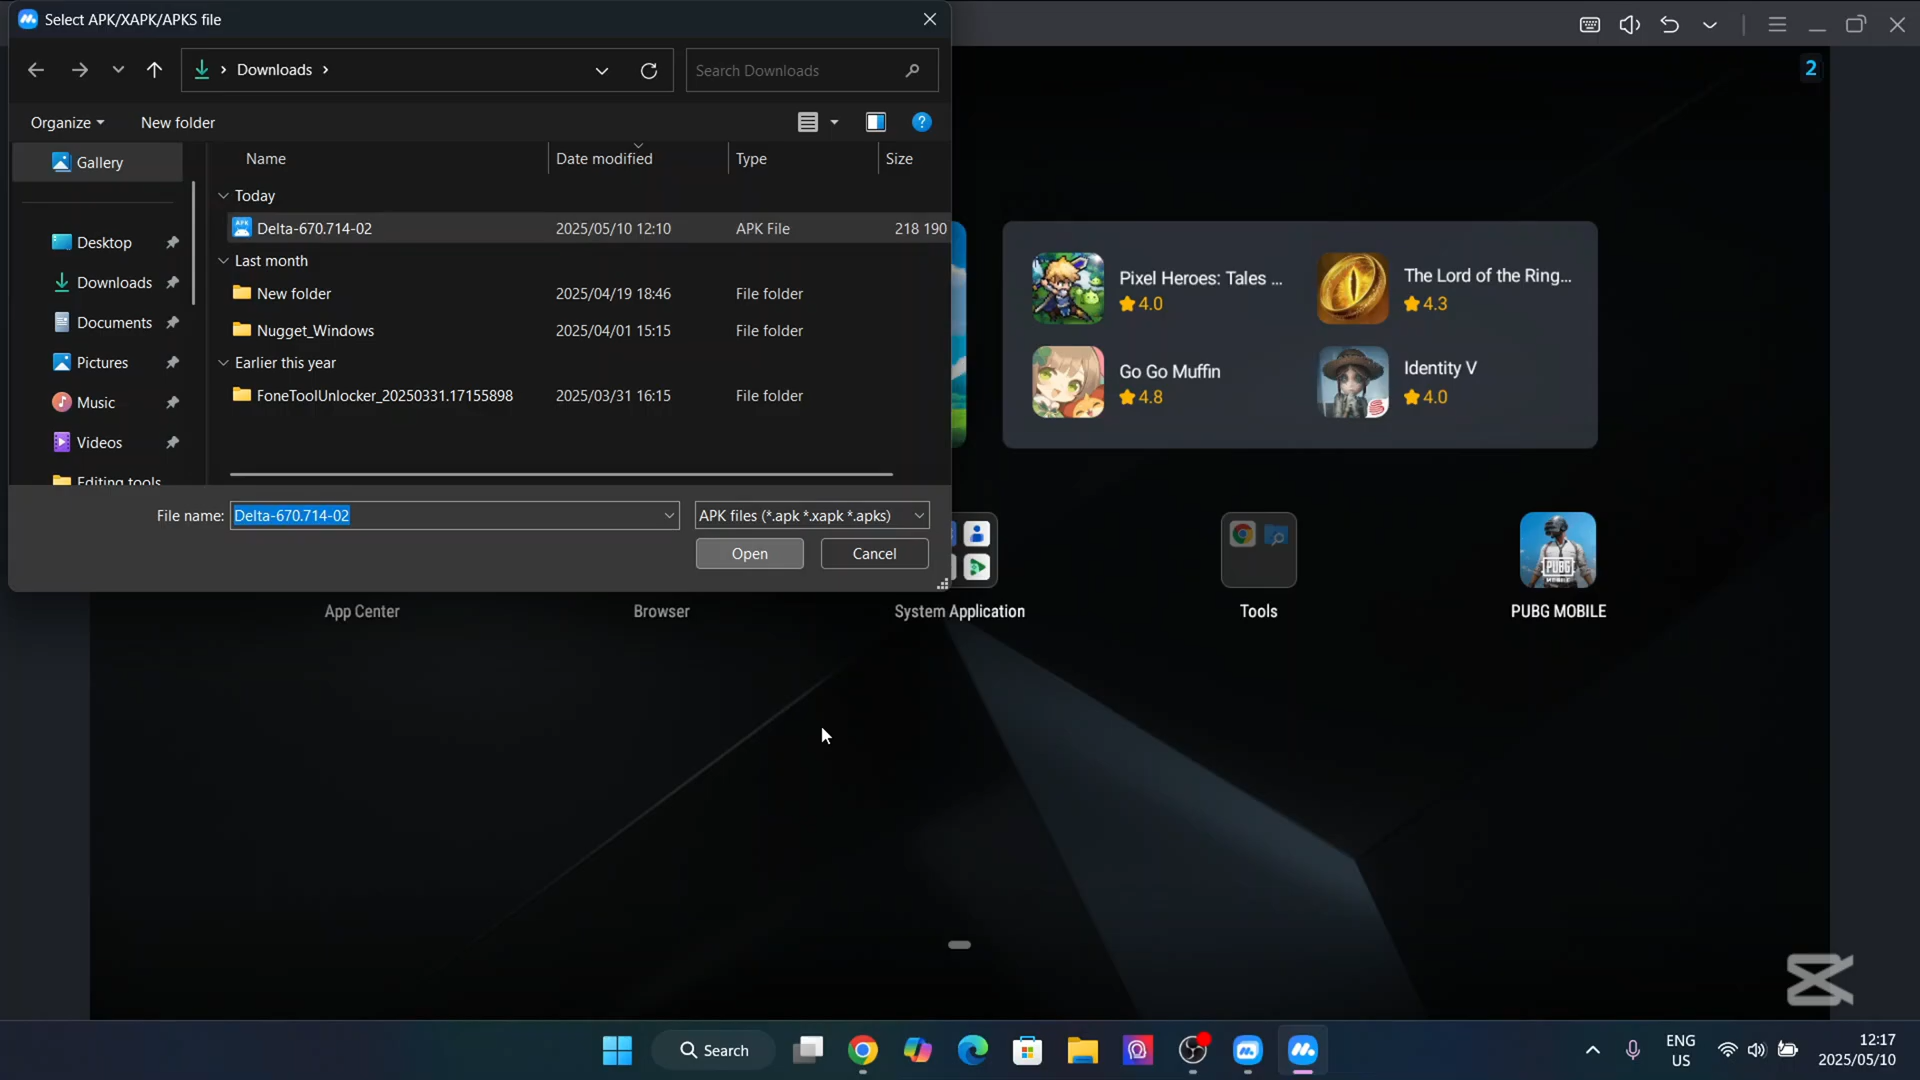 Select APK/XAPK/APKS file
Downloads
Search Downloads
Organize
New folder
Gallery
Desktop
Downloads
Documents
Pictures
Music
Videos
Editing tools
Name Date modified Type Size
Today
Delta-670.714-02 2025/05/10 12:10 APK File 218 190
Last month
New folder 2025/04/19 18:46 File folder
Nugget_Windows 2025/04/01 15:15 File folder
Earlier this year
FoneToolUnlocker_20250331.17155898 2025/03/31 16:15 File folder
File name: Delta-670.714-02 APK files (*.apk *.xapk *.apks)
Open Cancel
2
Pixel Heroes: Tales ...
4.0
The Lord of the Ring...
4.3
Go Go Muffin
4.8
Identity V
4.0
PUBG
MOBILE
App Center Browser System Application Tools PUBG MOBILE
Search
ENG
US
12:17
2025/05/10